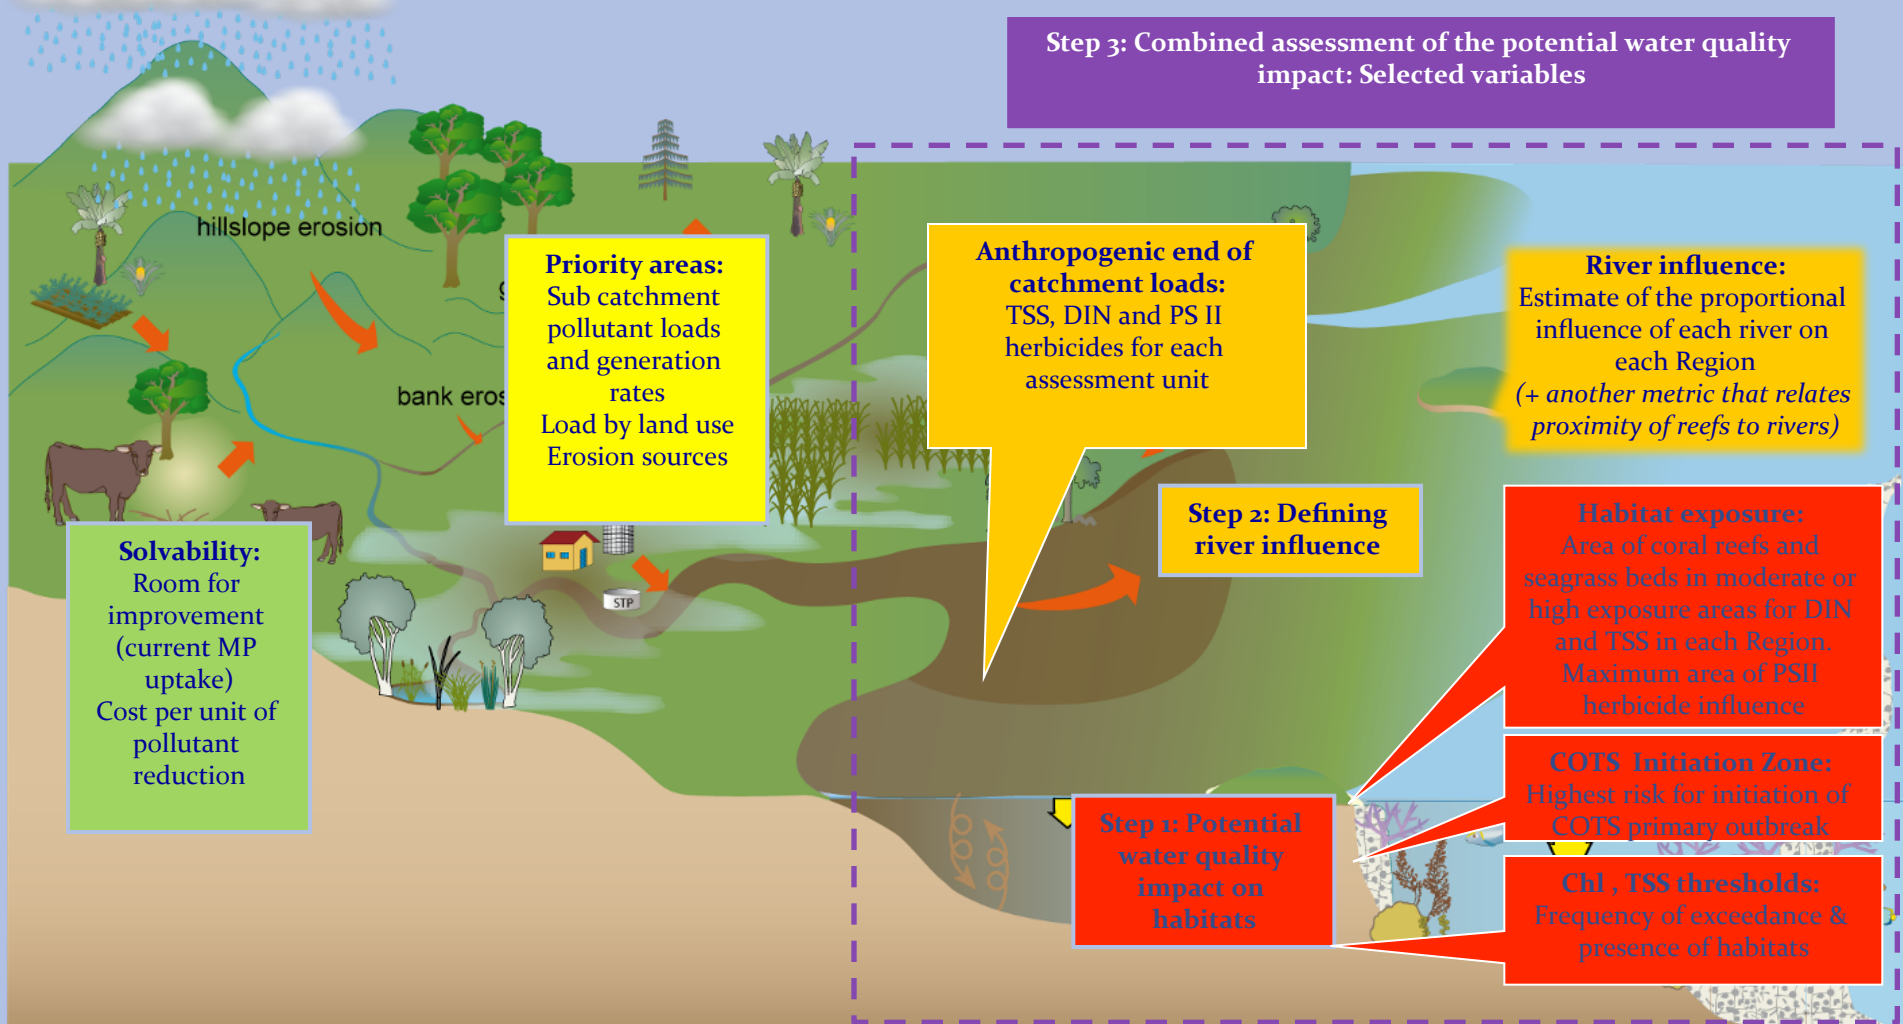 Step 3: Combined assessment of the potential water quality
impact: Selected variables
hillslope erosion
bank eros
Priority areas:
Sub catchment
pollutant loads
and generation
rates
Load by land use
Erosion sources
Anthropogenic end of
catchment loads:
TSS, DIN and PS II
herbicides for each
assessment unit
River influence:
Estimate of the proportional
influence of each river on
each Region
(+ another metric that relates
proximity of reefs to rivers)
Solvability:
Room for
improvement
(current MP
uptake)
Cost per unit of
pollutant
reduction
STP
Step 2: Defining
river influence
Habitat exposure:
Area of coral reefs and
seagrass beds in moderate or
high exposure areas for DIN
and TSS in each Region.
Maximum area of PSII
herbicide influence
Step 1: Potential
water quality
impact on
habitats
COTS Initiation Zone:
Highest risk for initiation of
COTS primary outbreak
Chl , TSS thresholds:
Frequency of exceedance &
presence of habitats